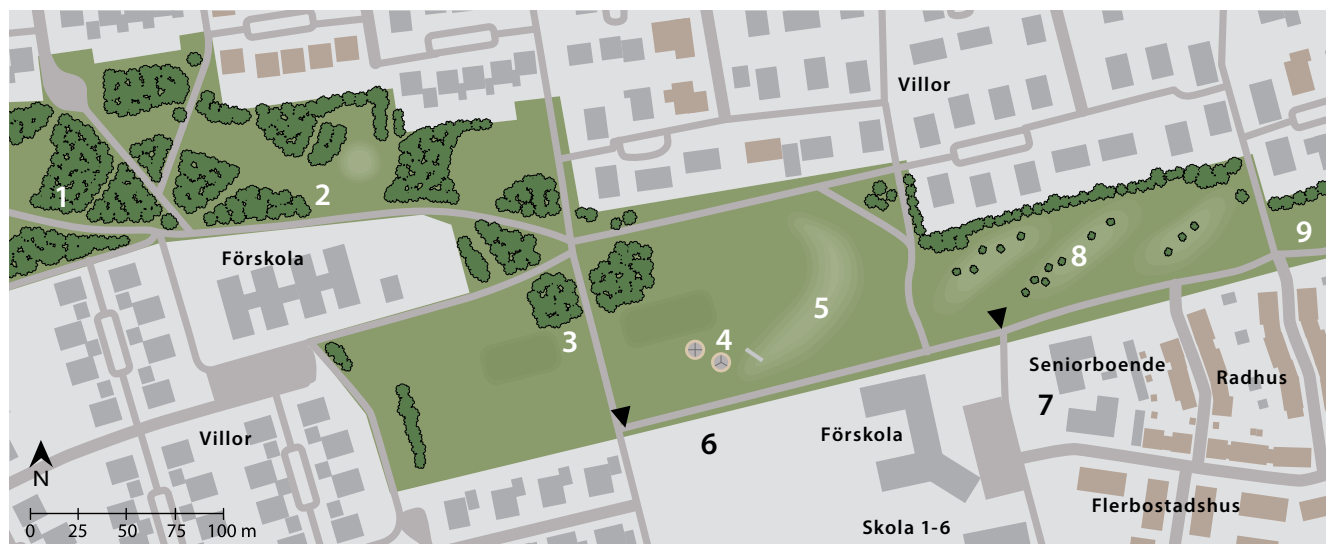 Villor
1
2
9
Förskola
8
5
3
4
Seniorboende
Radhus
7
Villor
6
Förskola
N
Flerbostadshus
0 25 50 75 100 m
Skola 1-6